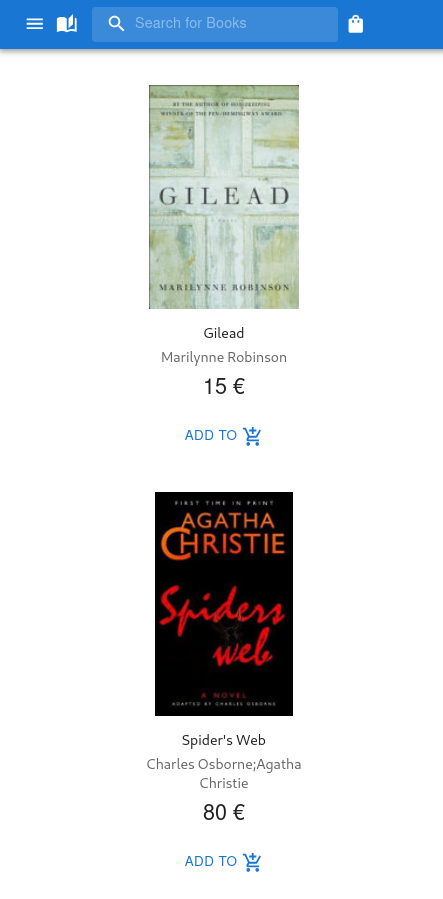 Search for Books
BY THE AUTHOR OF HOUSEKEEPING
WINNER OF THE PEN/HEMINGWAY AWARD
GILEAD
A NOVEL
MARILYNNE ROBINSON
Gilead
Marilynne Robinson
15 €
ADD TO
FIRST TIME IN PRINT
AGATHA
CHRISTIE
Spiders
web
A NOVEL
ADAPTED BY CHARLES OSBORNE
Spider's Web
Charles Osborne;Agatha
Christie
80 €
ADD TO